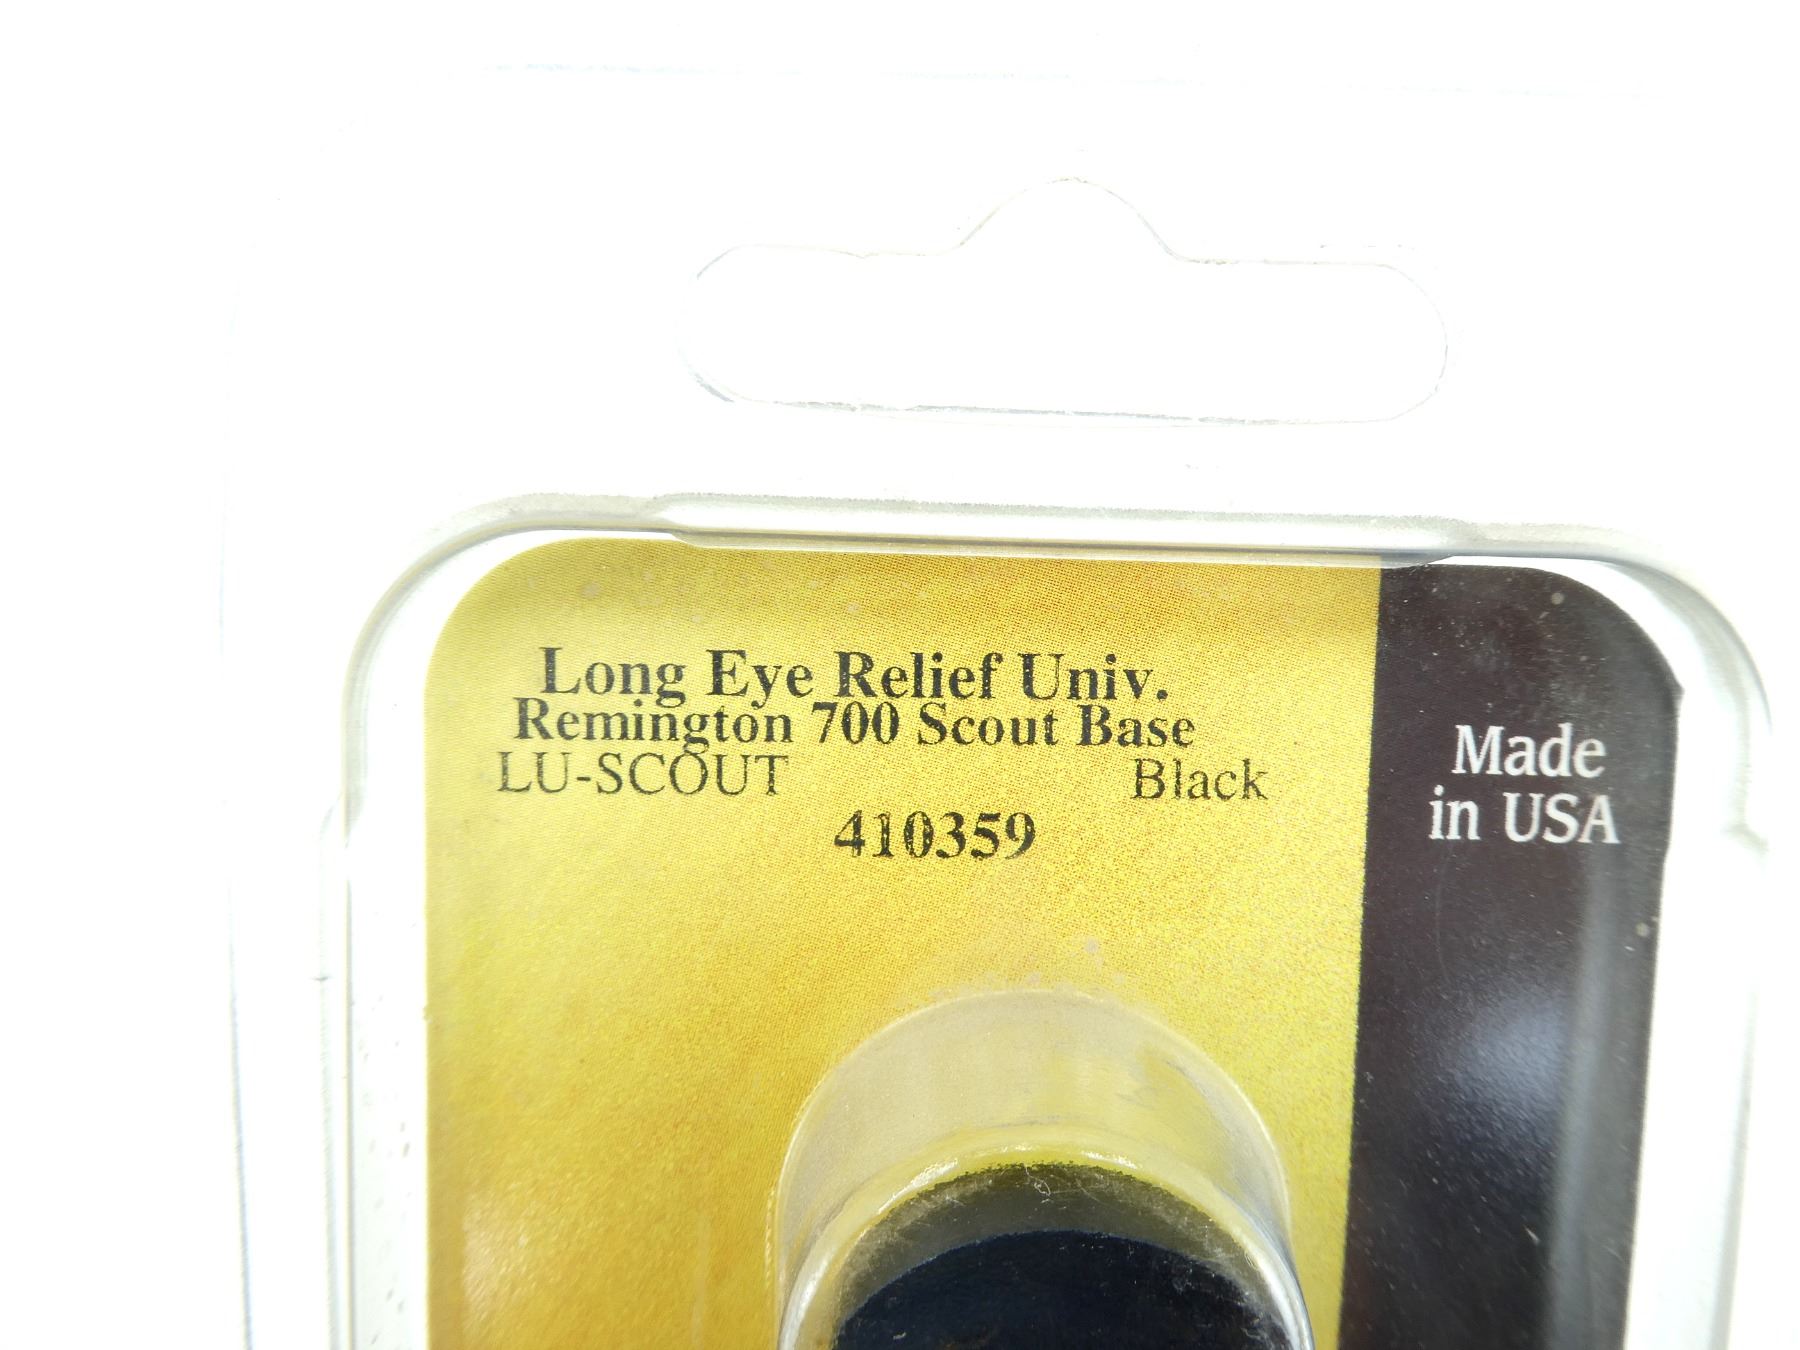 Long Eye Relief Univ.
Remington 700 Scout Base
LU-SCOUT Black
410359
Made
in USA